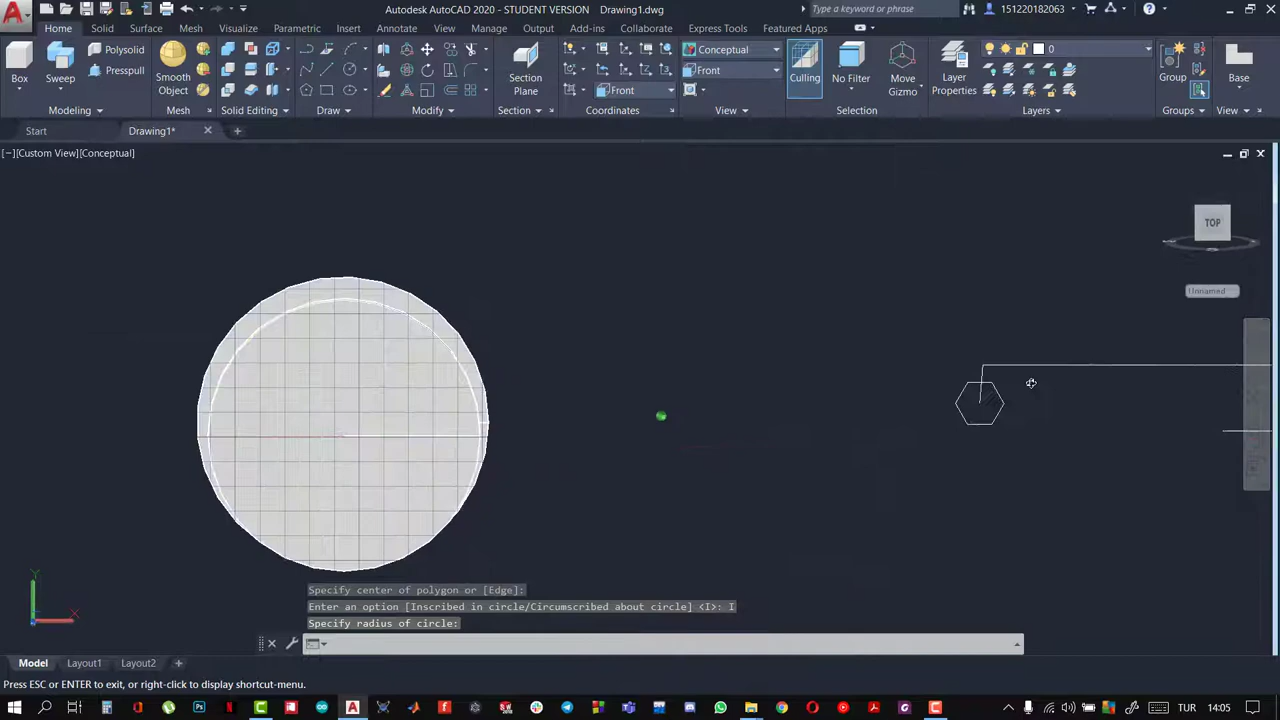 Autodesk AutoCAD 2020 - STUDENT VERSION Drawing1.dwg
Type a keyword or phrase
151220182063
Home Solid Surface Mesh Visualize Parametric Insert Annotate View Manage Output Add-ins Collaborate Express Tools Featured Apps
Polysolid
Presspull
Box
Sweep
Smooth
Object
Section
Plane
Front
Conceptual
Front
Culling
No Filter
Move
Gizmo
Layer
Properties
0
Group
Base
Modeling
Mesh
Solid Editing
Draw
Modify
Section
Coordinates
View
Selection
Layers
Groups
View
Start
Drawing1*
[−][Custom View][Conceptual]
TOP
Unnamed
Y
X
Specify center of polygon or [Edge]:
Enter an option [Inscribed in circle/Circumscribed about circle] <I>: I
Specify radius of circle:
Model Layout1 Layout2
Press ESC or ENTER to exit, or right-click to display shortcut-menu.
TUR 14:05